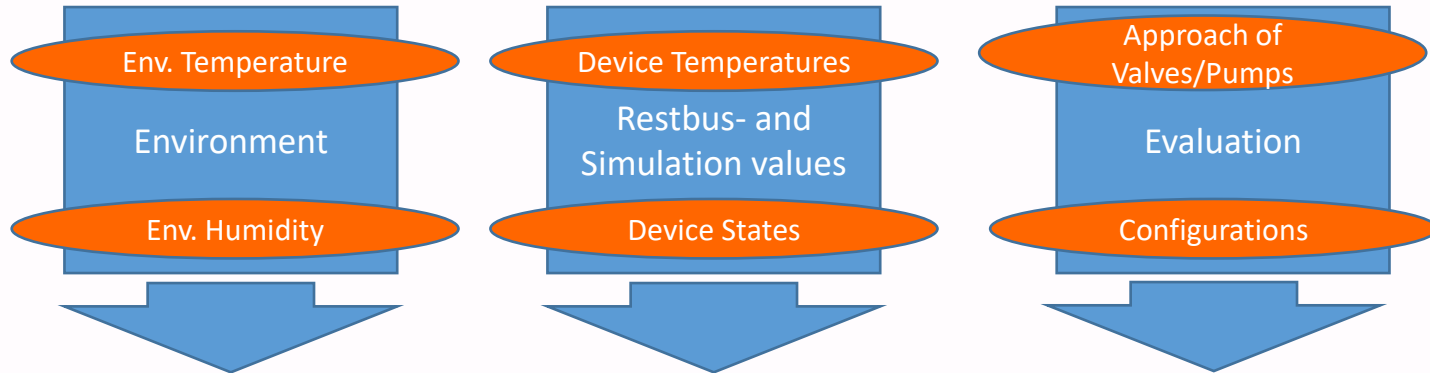 Env. Temperature
Environment
Env. Humidity
Device Temperatures
Restbus- and
Simulation values
Device States
Approach of
Valves/Pumps
Evaluation
Configurations